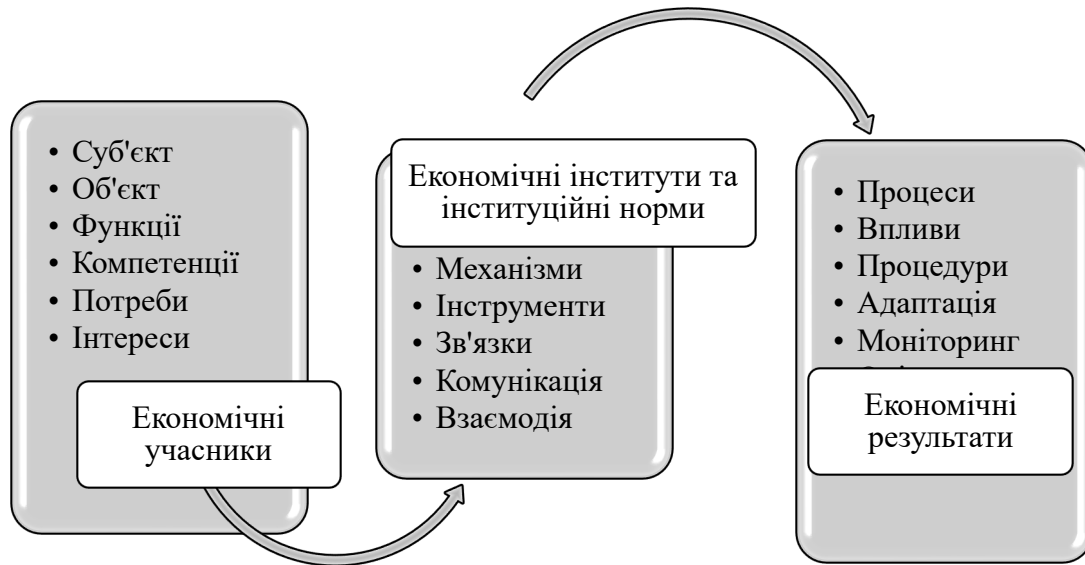 • Суб'єкт
• Об'єкт
• Функції
• Компетенції
• Потреби
• Інтереси
Економічні
учасники
Економічні інститути та
інституційні норми
• Механізми
• Інструменти
• Зв'язки
• Комунікація
• Взаємодія
• Процеси
• Впливи
• Процедури
• Адаптація
• Моніторинг
Економічні
результати